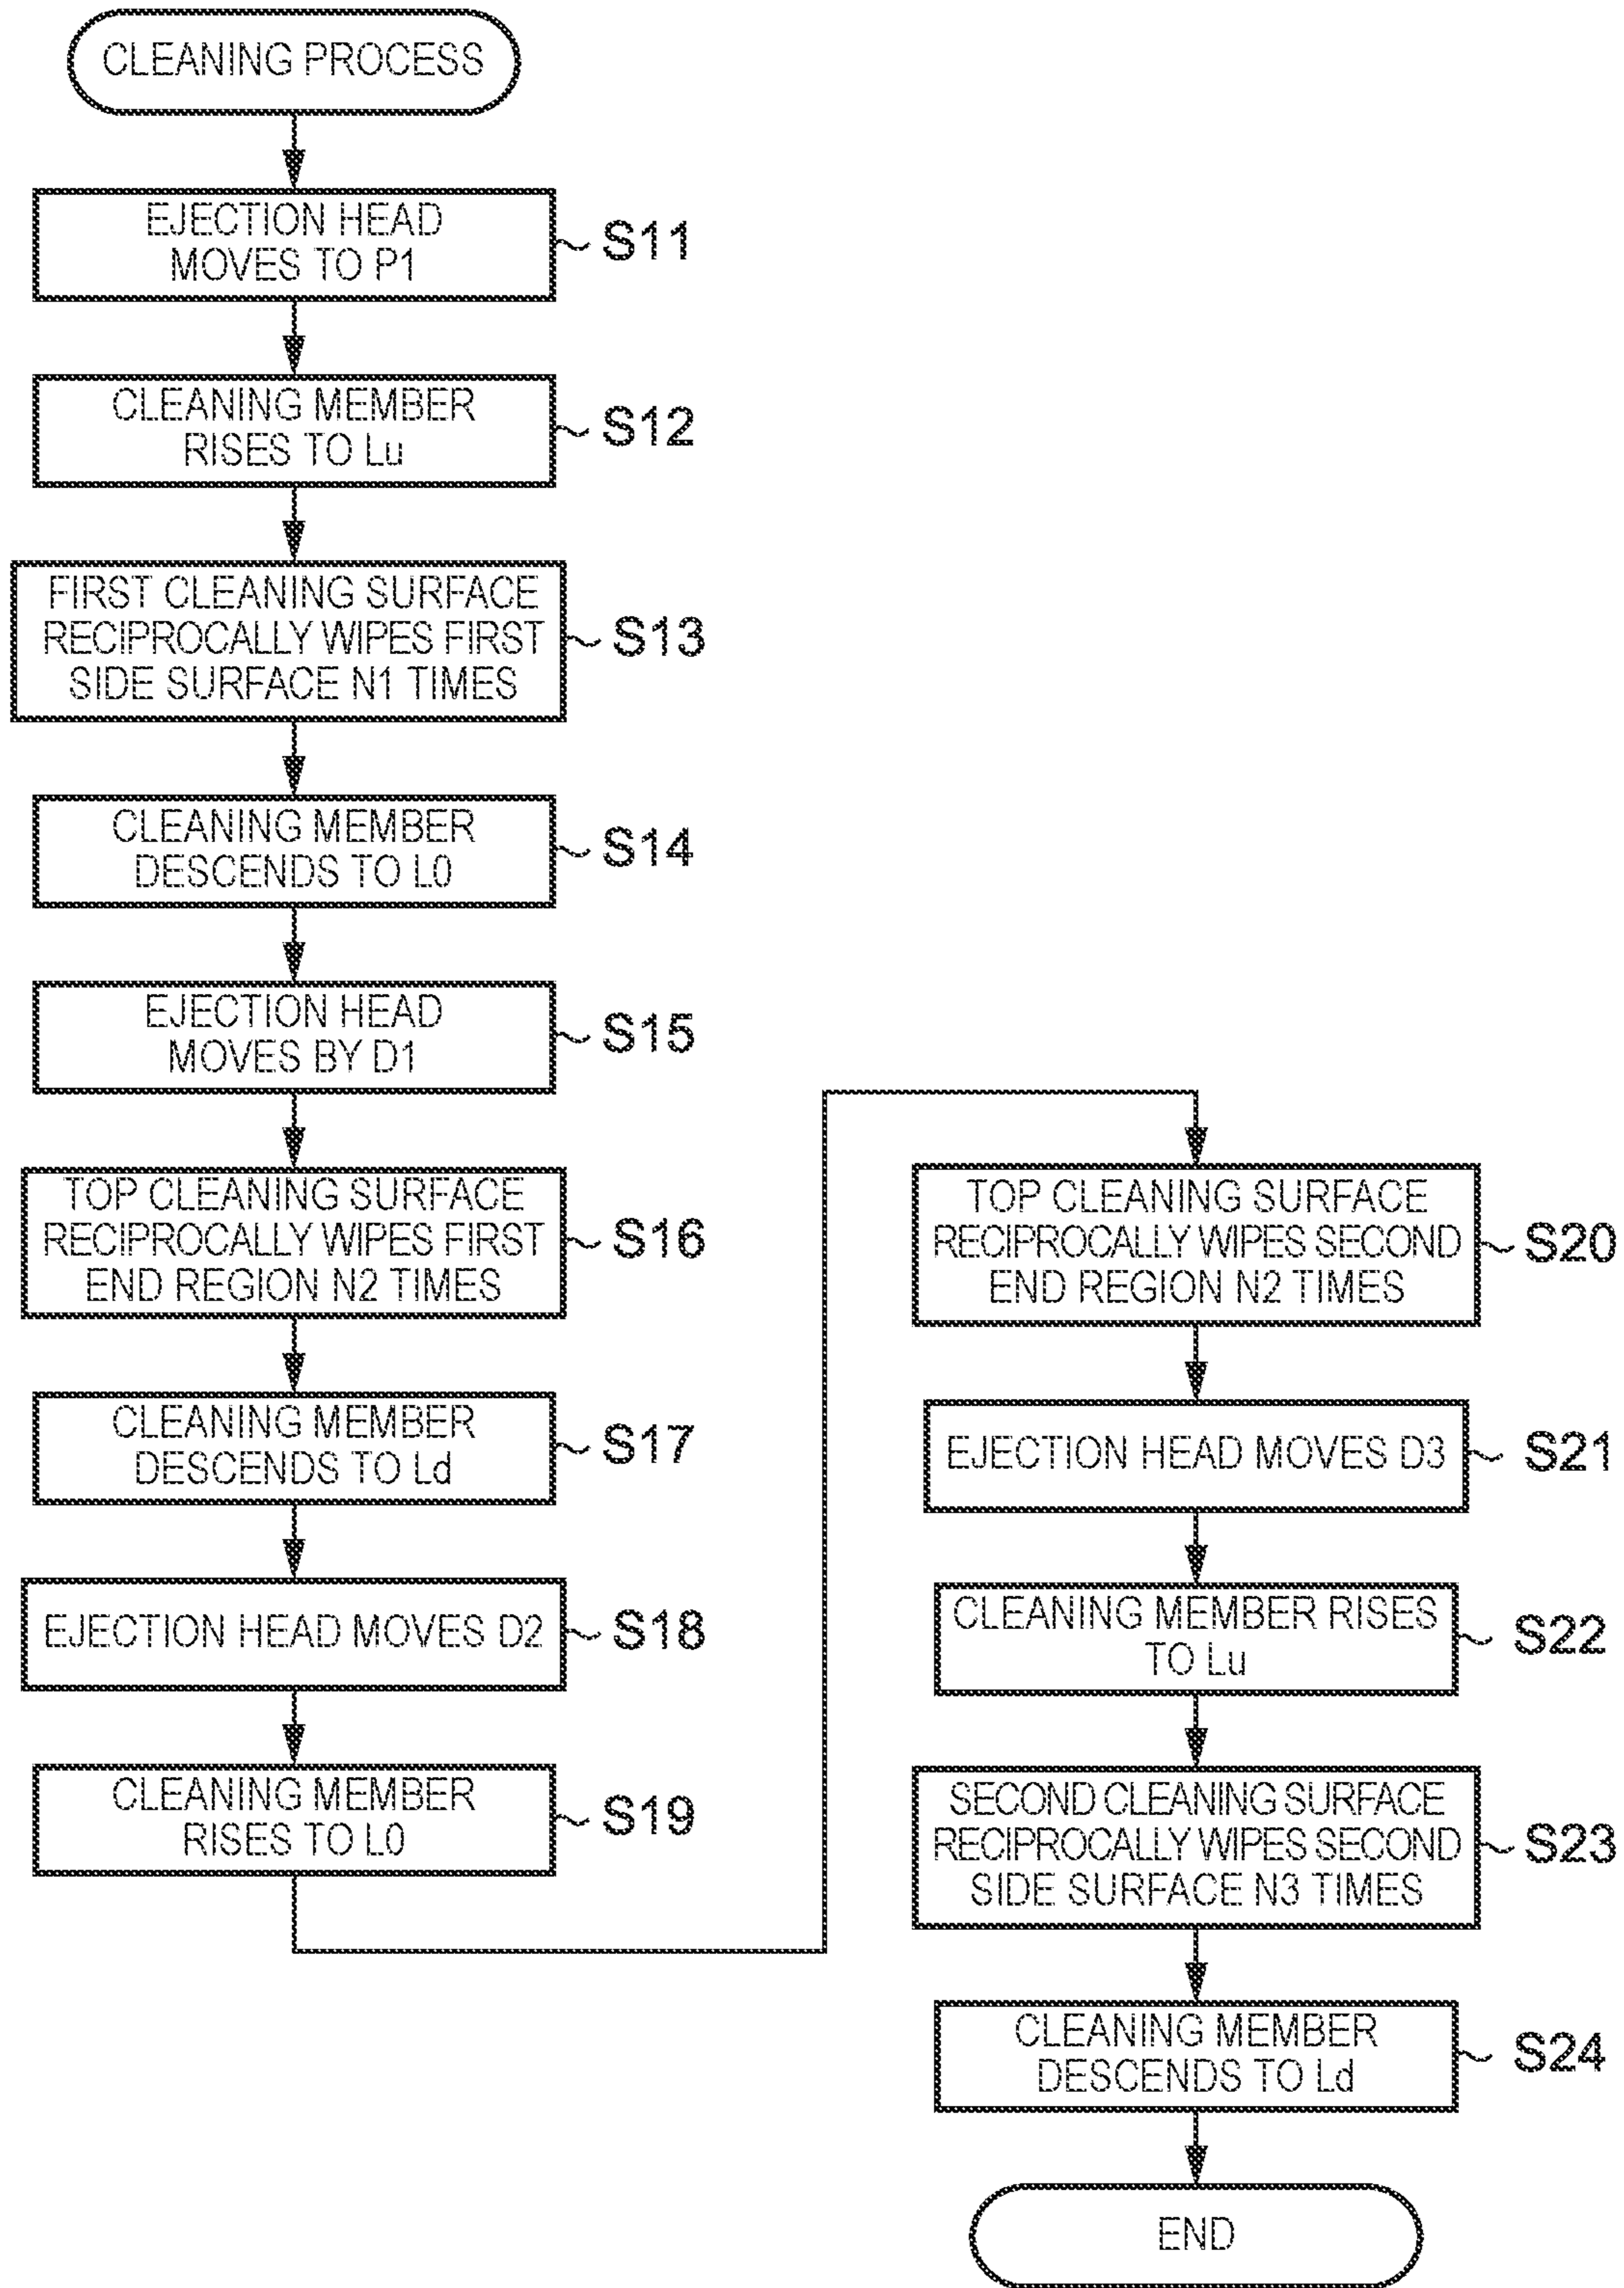 CLEANING PROCESS
EJECTION HEAD
MOVES TO P1
S11
CLEANING MEMBER
RISES TO Lu
S12
FIRST CLEANING SURFACE
RECIPROCALLY WIPES FIRST
SIDE SURFACE N1 TIMES
S13
CLEANING MEMBER
DESCENDS TO L0
S14
EJECTION HEAD
MOVES BY D1
S15
TOP CLEANING SURFACE
RECIPROCALLY WIPES FIRST
END REGION N2 TIMES
S16
CLEANING MEMBER
DESCENDS TO Ld
S17
EJECTION HEAD MOVES D2
S18
CLEANING MEMBER
RISES TO L0
S19
TOP CLEANING SURFACE
RECIPROCALLY WIPES SECOND
END REGION N2 TIMES
S20
EJECTION HEAD MOVES D3
S21
CLEANING MEMBER RISES
TO Lu
S22
SECOND CLEANING SURFACE
RECIPROCALLY WIPES SECOND
SIDE SURFACE N3 TIMES
S23
CLEANING MEMBER
DESCENDS TO Ld
S24
END